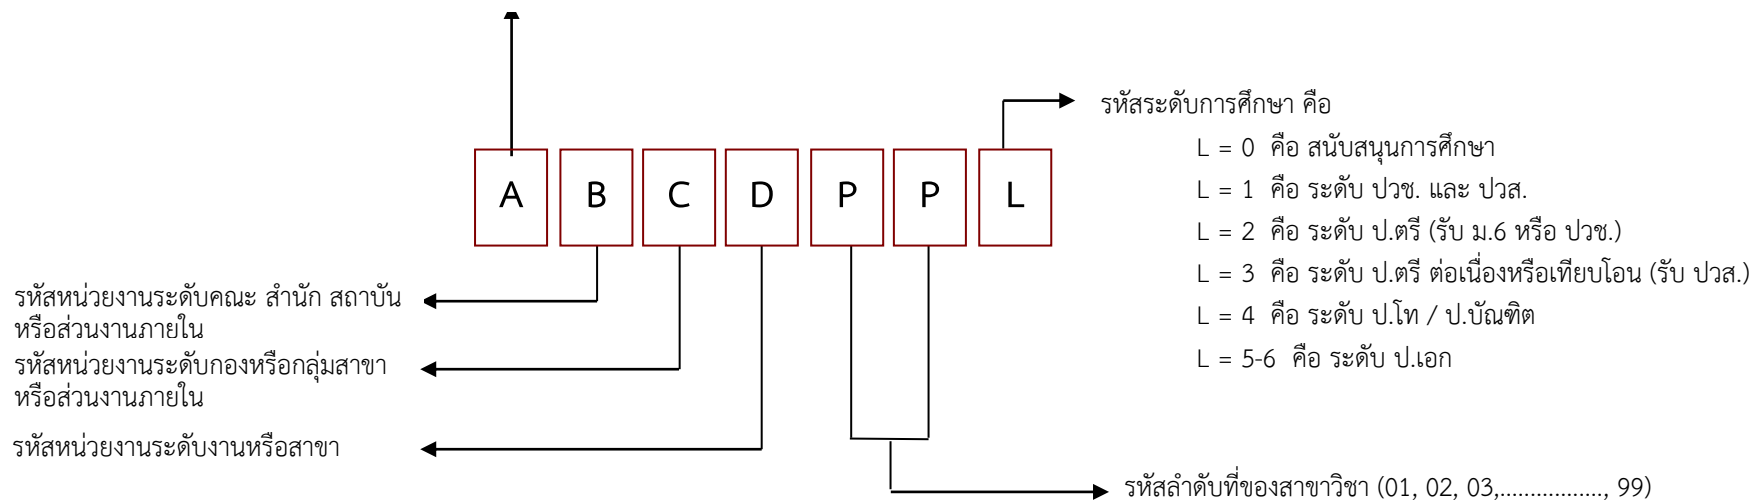 รหัสระดับการศึกษา คือ
L = 0 คือ สนับสนุนการศึกษา
L = 1 คือ ระดับ ปวช. และ ปวส.
L = 2 คือ ระดับ ป.ตรี (รับ ม.6 หรือ ปวช.)
L = 3 คือ ระดับ ป.ตรี ต่อเนื่องหรือเทียบโอน (รับ ปวส.)
L = 4 คือ ระดับ ป.โท / ป.บัณฑิต
L = 5-6 คือ ระดับ ป.เอก
A B C D P P L
รหัสหน่วยงานระดับคณะ สำนัก สถาบัน
หรือส่วนงานภายใน
รหัสหน่วยงานระดับกองหรือกลุ่มสาขา
หรือส่วนงานภายใน
รหัสหน่วยงานระดับงานหรือสาขา
รหัสลำดับที่ของสาขาวิชา (01, 02, 03,................., 99)